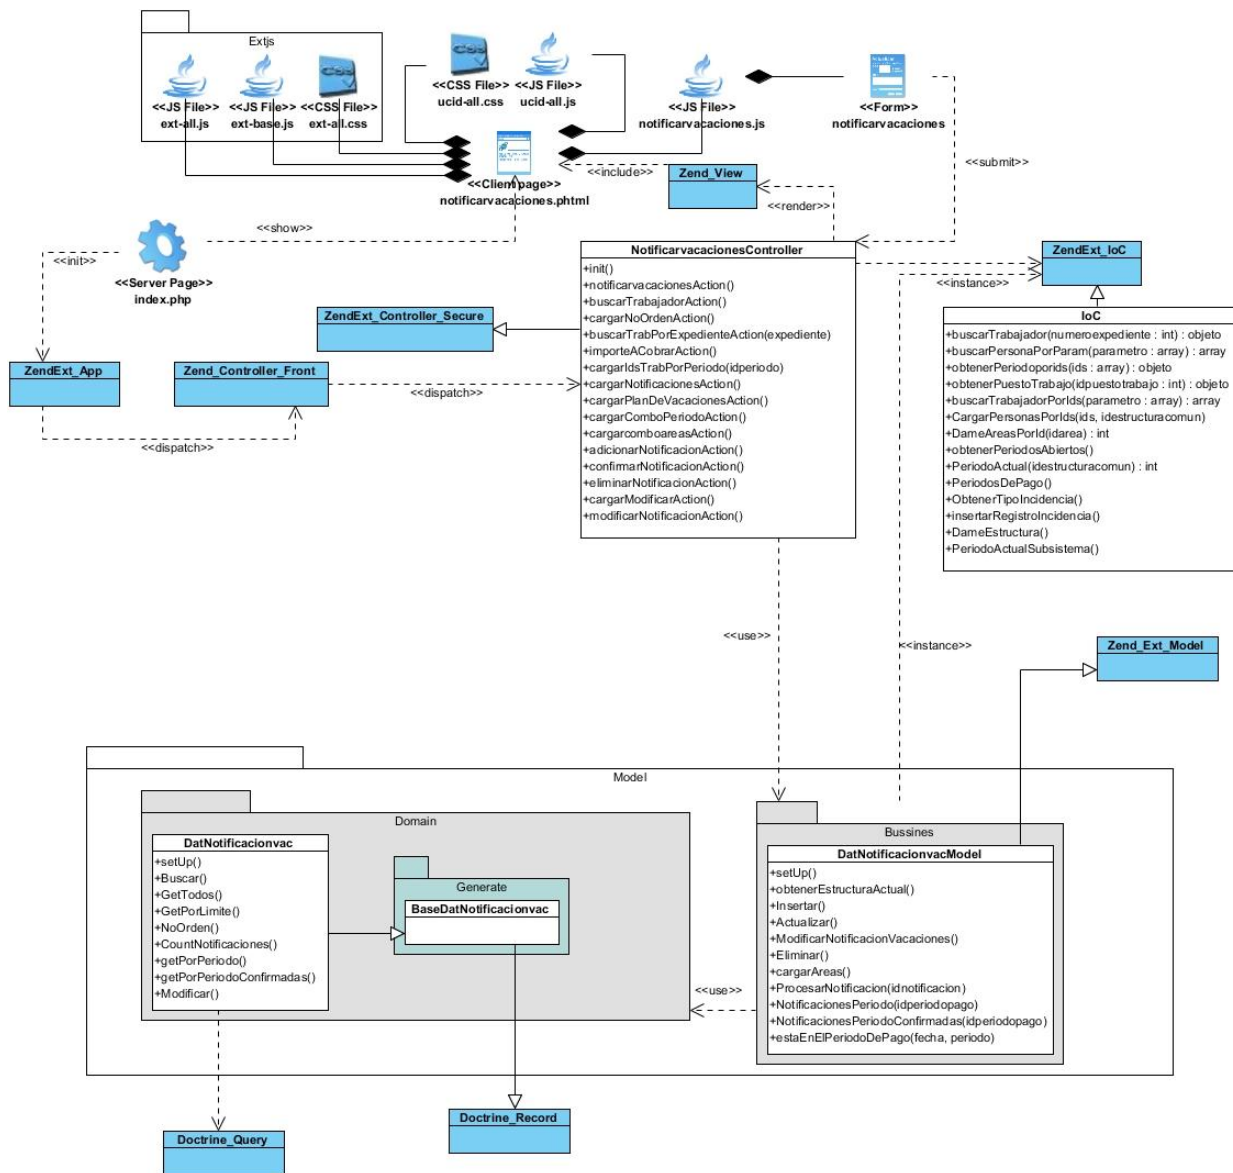 Extjs
<<JS File>>
ext-all.js
<<JS File>>
ext-base.js
<<CSS File>>
ext-all.css
<<CSS File>>
ucid-all.css
<<JS File>>
ucid-all.js
<<JS File>>
notificarvacaciones.js
<<Form>>
notificarvacaciones
<<Client page>>
notificarvacaciones.phtml
<<include>>
Zend_View
<<submit>>
<<render>>
<<show>>
<<init>>
<<Server Page>>
index.php
NotificarvacacionesController
+init()
+notificarvacacionesAction()
+buscarTrabajadorAction()
+cargarNoOrdenAction()
+buscarTrabPorExpedienteAction(expediente)
+importeACobrarAction()
+cargarIdsTrabPorPeriodo(idperiodo)
+cargarNotificacionesAction()
+cargarPlanDeVacacionesAction()
+cargarComboPeriodoAction()
+cargarcomboareasAction()
+adicionarNotificacionAction()
+confirmarNotificacionAction()
+eliminarNotificacionAction()
+cargarModificarAction()
+modificarNotificacionAction()
ZendExt_IoC
<<instance>>
IoC
+buscarTrabajador(numeroexpediente : int) : objeto
+buscarPersonaPorParam(parametro : array) : array
+obtenerPeriodoporids(ids : array) : objeto
+obtenerPuestoTrabajo(idpuestotrabajo : int) : objeto
+buscarTrabajadorPorIds(parametro : array) : array
+CargarPersonasPorIds(ids, idestructuracomun)
+DameAreasPorId(idarea) : int
+obtenerPeriodosAbiertos()
+PeriodoActual(idestructuracomun) : int
+PeriodosDePago()
+ObtenerTipoIncidencia()
+insertarRegistroIncidencia()
+DameEstructura()
+PeriodoActualSubsistema()
ZendExt_Controller_Secure
ZendExt_App
Zend_Controller_Front
<<dispatch>>
<<dispatch>>
<<use>>
<<instance>>
Zend_Ext_Model
Model
Domain
DatNotificacionvac
+setUp()
+Buscar()
+GetTodos()
+GetPorLimite()
+NoOrden()
+CountNotificaciones()
+getPorPeriodo()
+getPorPeriodoConfirmadas()
+Modificar()
Generate
BaseDatNotificacionvac
<<use>>
Bussines
DatNotificacionvacModel
+setUp()
+obtenerEstructuraActual()
+Insertar()
+Actualizar()
+ModificarNotificacionVacaciones()
+Eliminar()
+cargarAreas()
+ProcesarNotificacion(idnotificacion)
+NotificacionesPeriodo(idperiodopago)
+NotificacionesPeriodoConfirmadas(idperiodopago)
+estaEnElPeriodoDePago(fecha, periodo)
Doctrine_Record
Doctrine_Query